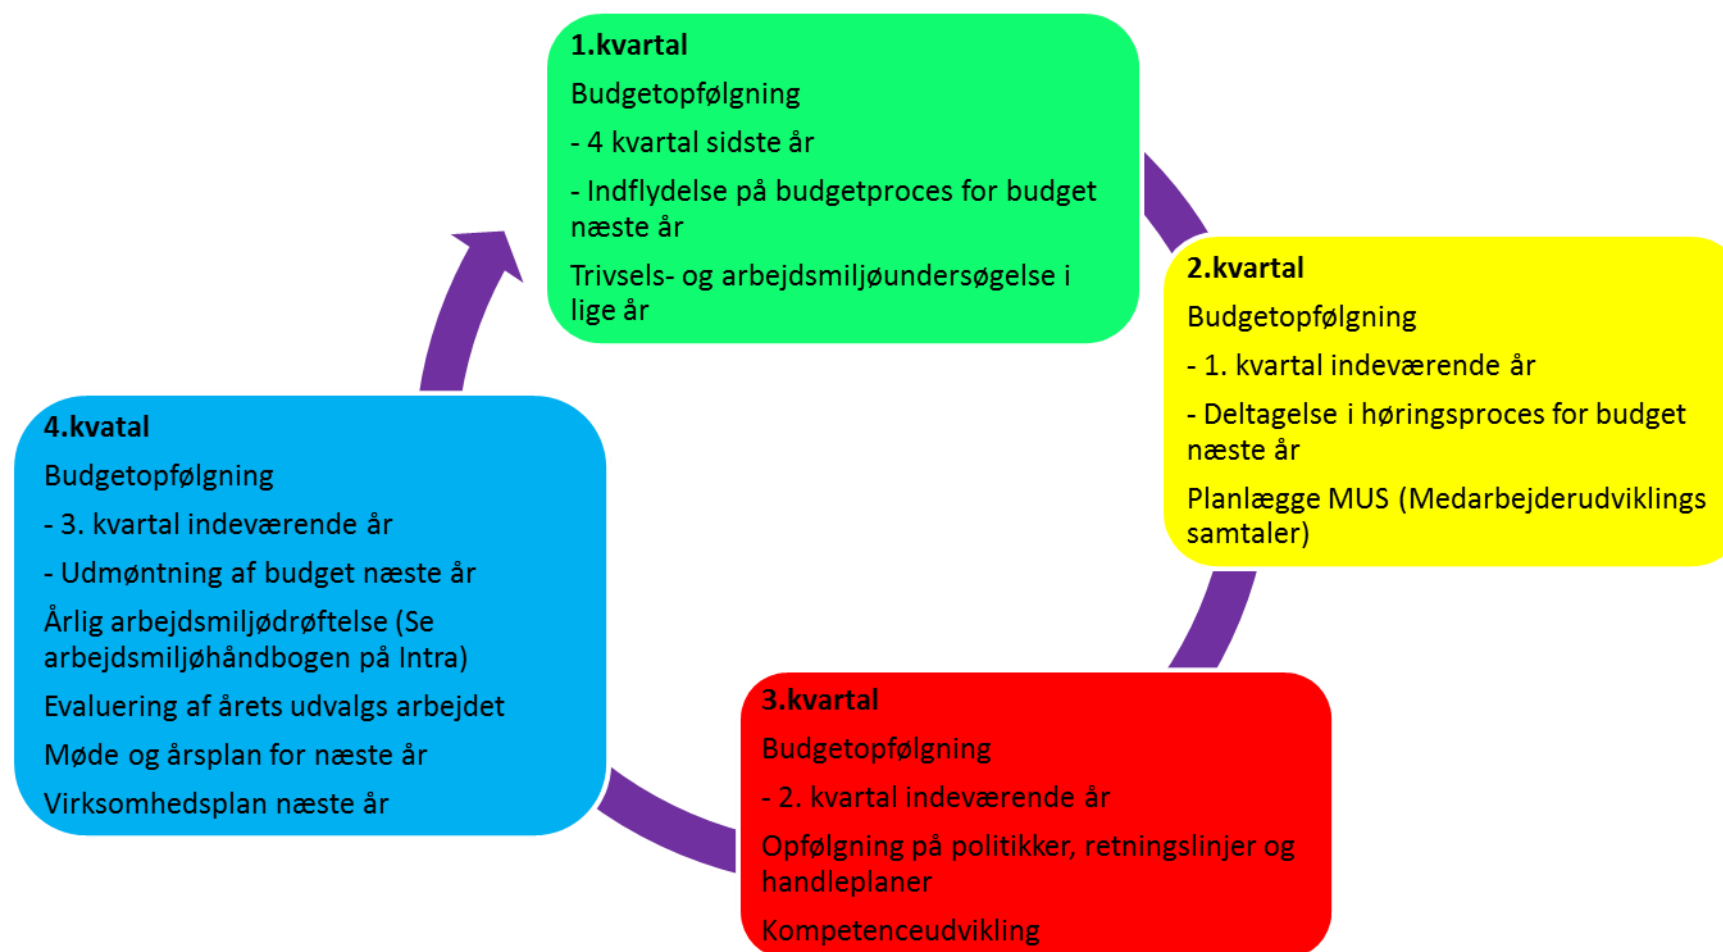 1.kvartal
Budgetopfølgning
- 4 kvartal sidste år
- Indflydelse på budgetproces for budget
næste år
Trivsels- og arbejdsmiljøundersøgelse i
lige år
2.kvartal
Budgetopfølgning
- 1. kvartal indeværende år
- Deltagelse i høringsproces for budget
næste år
Planlægge MUS (Medarbejderudviklings
samtaler)
3.kvartal
Budgetopfølgning
- 2. kvartal indeværende år
Opfølgning på politikker, retningslinjer og
handleplaner
Kompetenceudvikling
4.kvatal
Budgetopfølgning
- 3. kvartal indeværende år
- Udmøntning af budget næste år
Årlig arbejdsmiljødrøftelse (Se
arbejdsmiljøhåndbogen på Intra)
Evaluering af årets udvalgs arbejdet
Møde og årsplan for næste år
Virksomhedsplan næste år